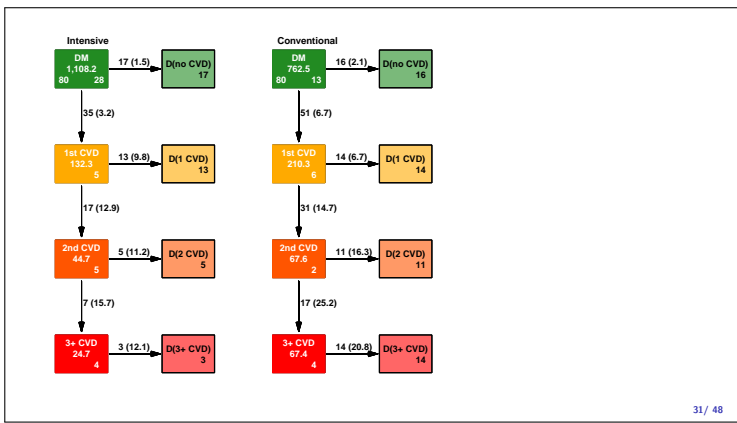 Intensive
DM
1,108.2
80 28
17 (1.5)
D(no CVD)
17
35 (3.2)
1st CVD
132.3
5
13 (9.8)
D(1 CVD)
13
17 (12.9)
2nd CVD
44.7
5
5 (11.2)
D(2 CVD)
5
7 (15.7)
3+ CVD
24.7
4
3 (12.1)
D(3+ CVD)
3
Conventional
DM
762.5
80 13
16 (2.1)
D(no CVD)
16
51 (6.7)
1st CVD
210.3
6
14 (6.7)
D(1 CVD)
14
31 (14.7)
2nd CVD
67.6
2
11 (16.3)
D(2 CVD)
11
17 (25.2)
3+ CVD
67.4
4
14 (20.8)
D(3+ CVD)
14
31/ 48